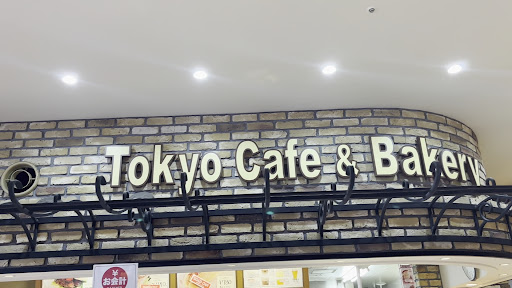 Tokyo Cafe & Bakery
¥
お会計